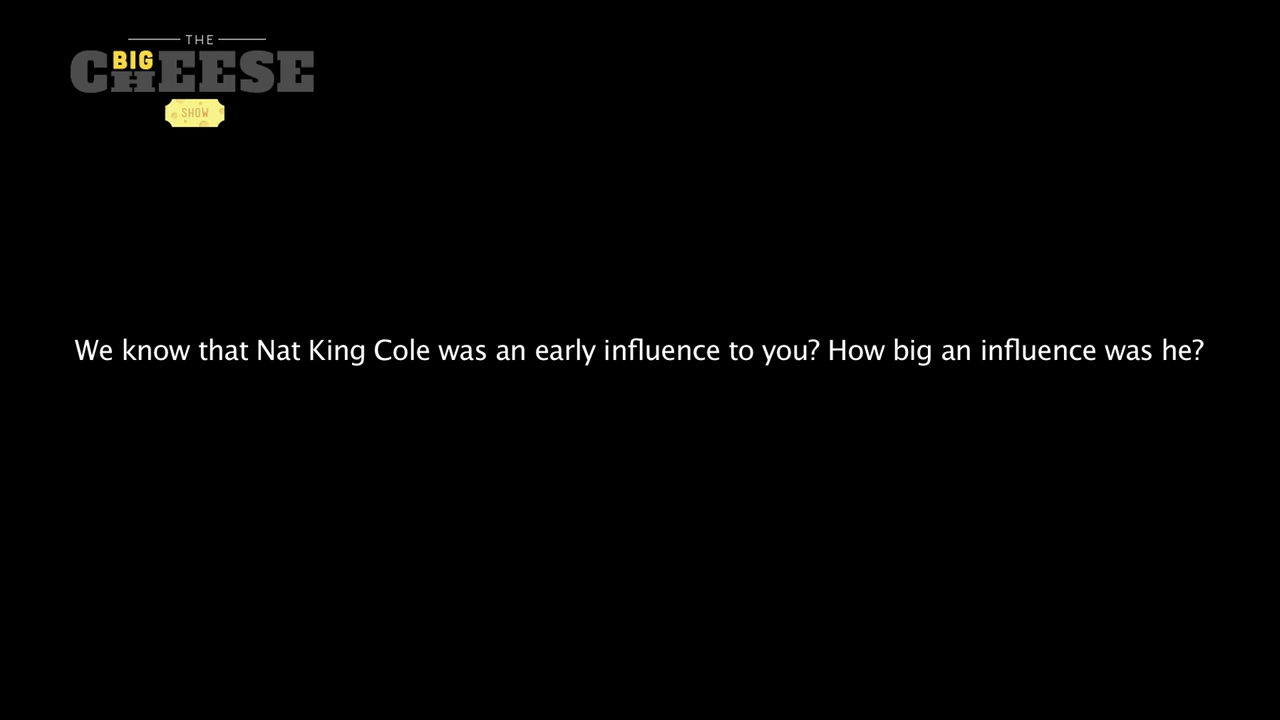 THE
BIG
CHEESE
SHOW
We know that Nat King Cole was an early influence to you? How big an influence was he?